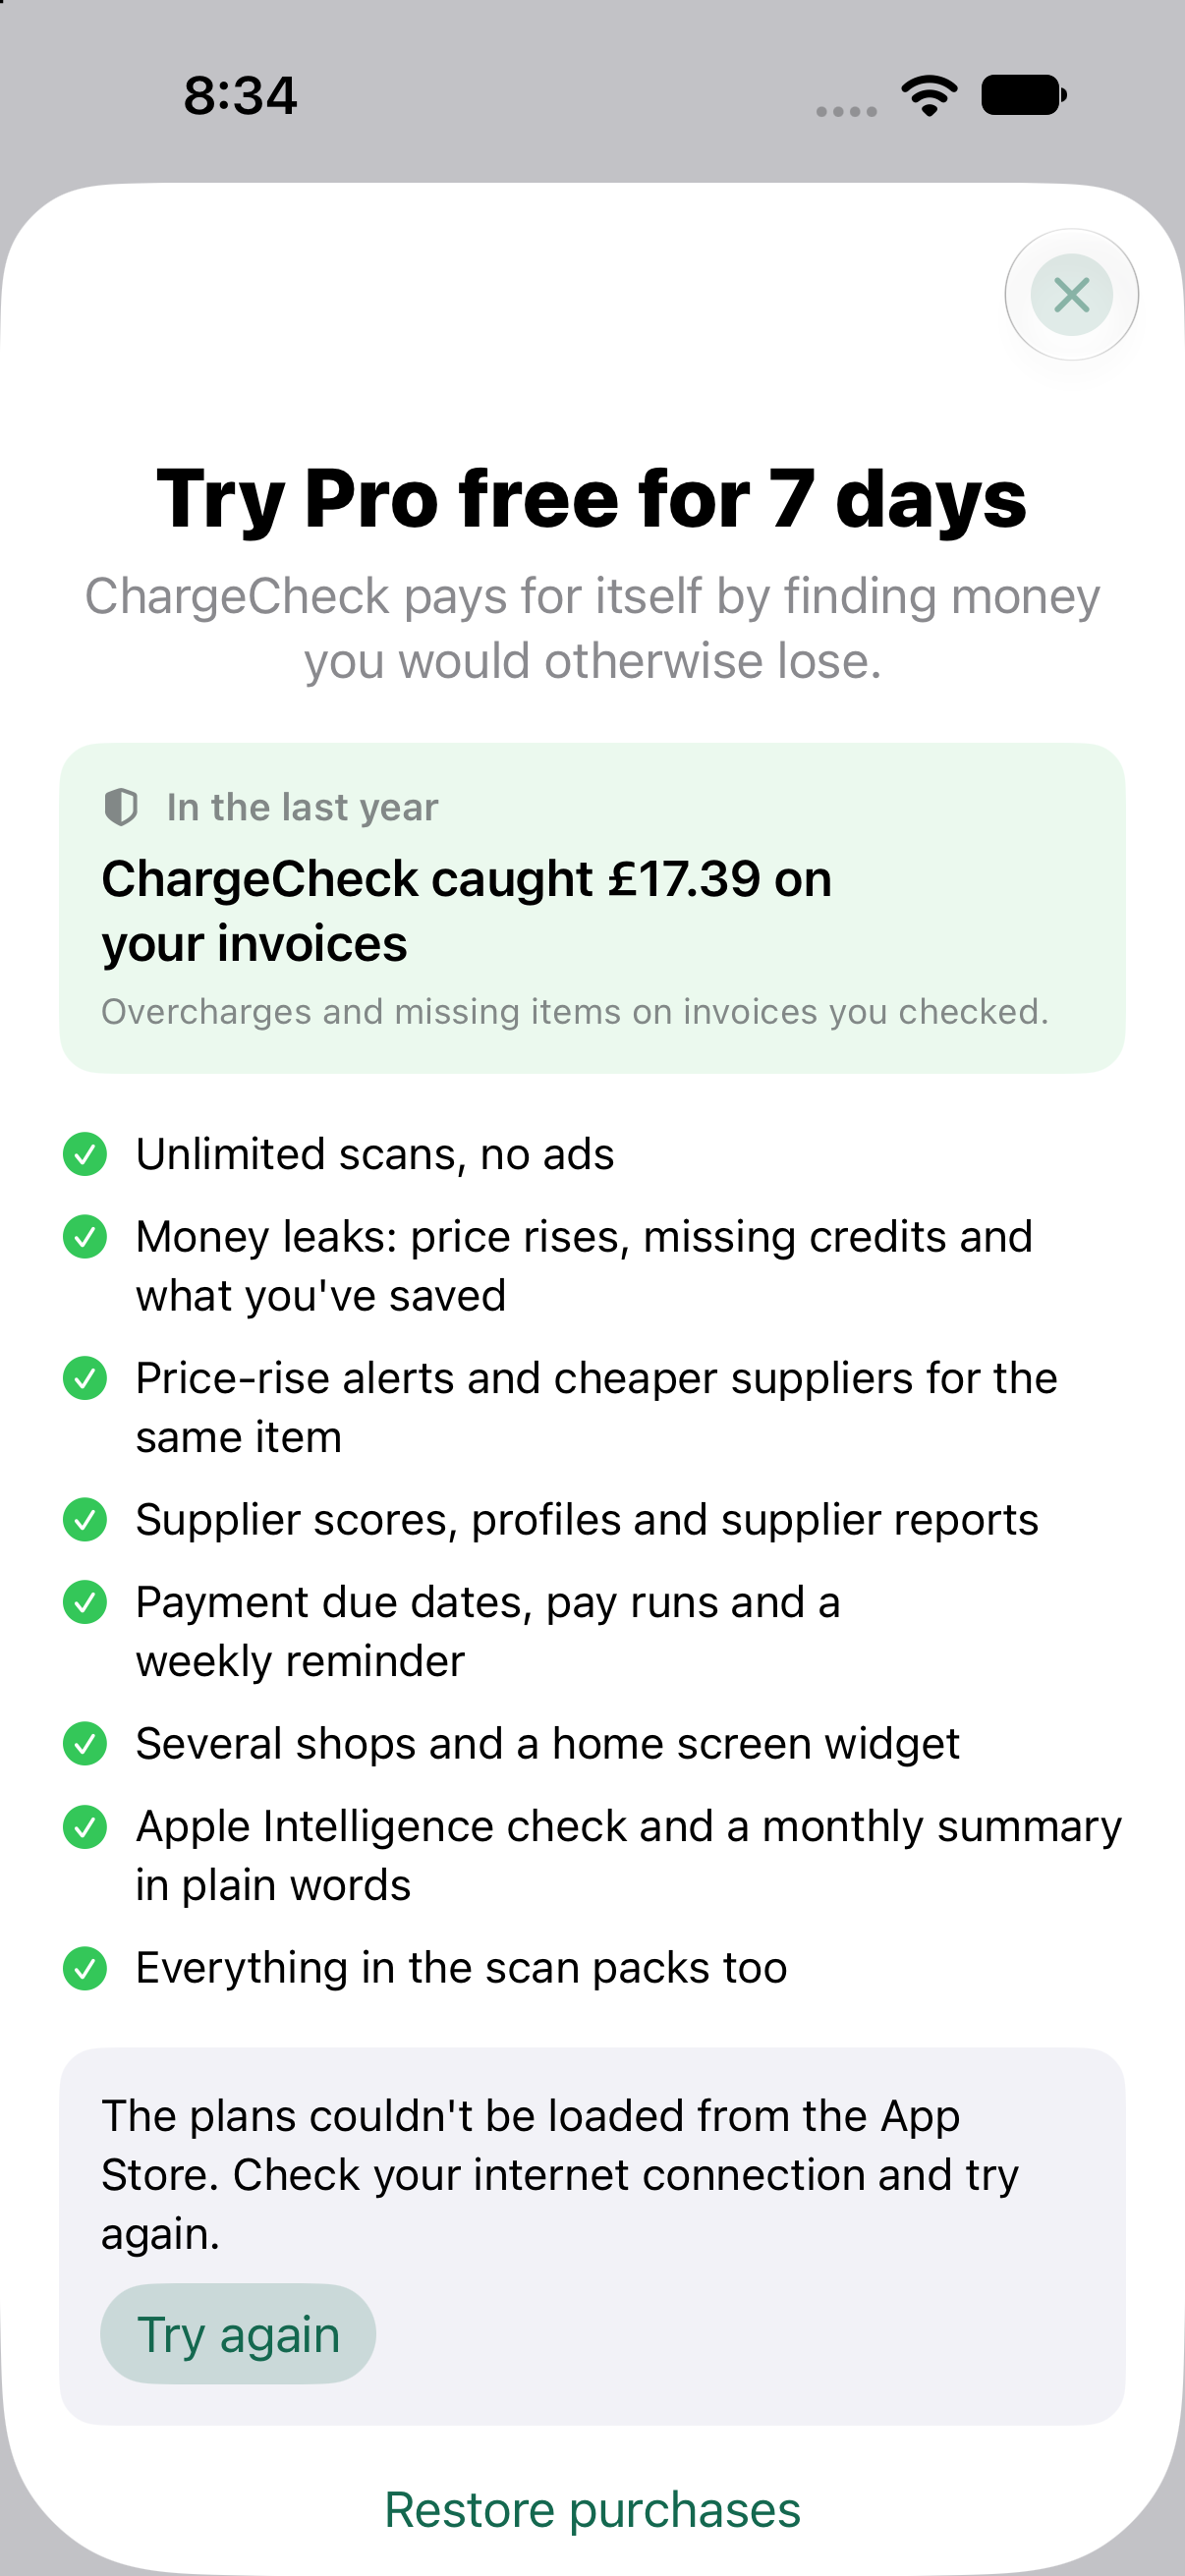 8:34
Try Pro free for 7 days
ChargeCheck pays for itself by finding money
you would otherwise lose.
In the last year
ChargeCheck caught £17.39 on
your invoices
Overcharges and missing items on invoices you checked.
Unlimited scans, no ads
Money leaks: price rises, missing credits and
what you've saved
Price-rise alerts and cheaper suppliers for the
same item
Supplier scores, profiles and supplier reports
Payment due dates, pay runs and a
weekly reminder
Several shops and a home screen widget
Apple Intelligence check and a monthly summary
in plain words
Everything in the scan packs too
The plans couldn't be loaded from the App
Store. Check your internet connection and try
again.
Try again
Restore purchases